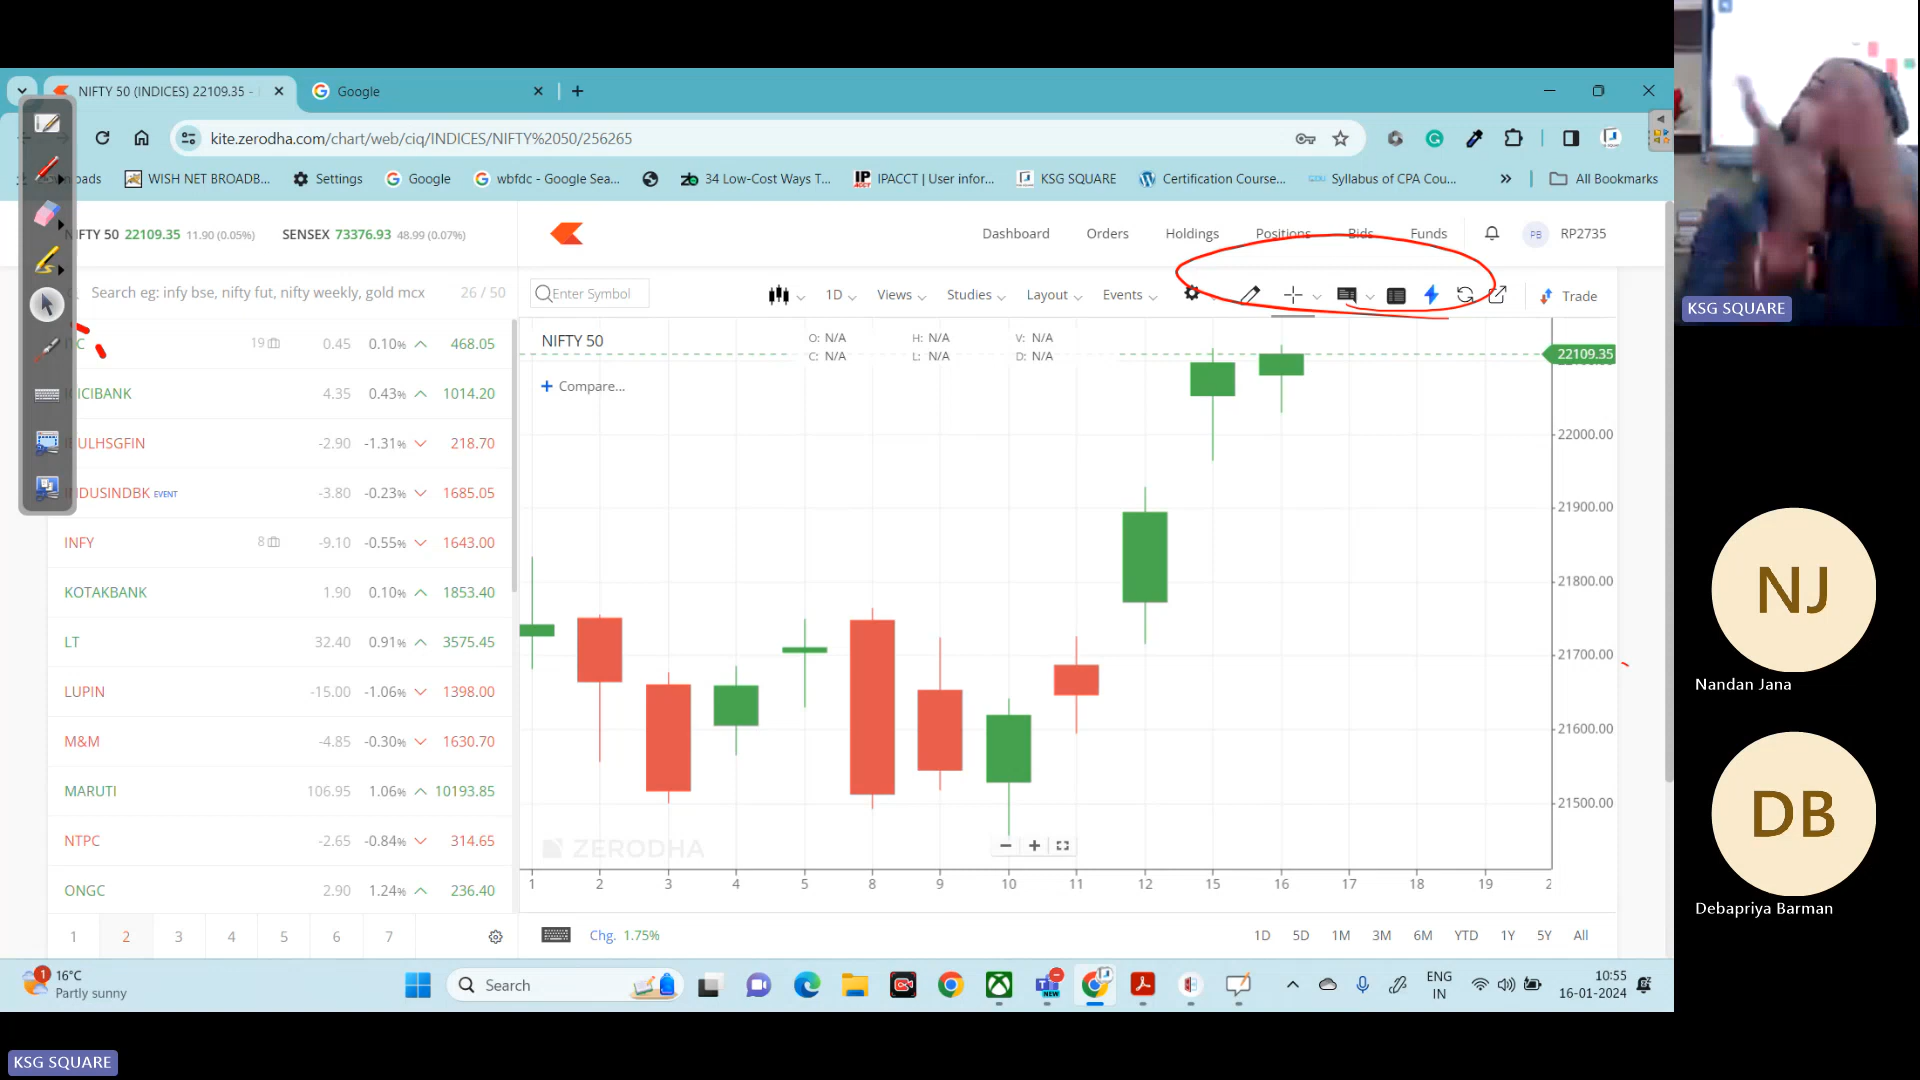 NIFTY 50 (INDICES) 22109.35 -
Google
kite.zerodha.com/chart/web/ciq/INDICES/NIFTY%2050/256265
WISH NET BROADB...
Settings
Google
wbfdc - Google Sea...
34 Low-Cost Ways T...
IPACCT | User infor...
KSG SQUARE
Certification Course...
Syllabus of CPA Cou...
»
All Bookmarks
NIFTY 50 22109.35 11.90 (0.05%) SENSEX 73376.93 48.99 (0.07%)
Dashboard Orders Holdings Positions Bids Funds PB RP2735
Search eg: infy bse, nifty fut, nifty weekly, gold mcx 26 / 50
Enter Symbol 1D Views Studies Layout Events Trade
19 0.45 0.10% 468.05
ICICIBANK 4.35 0.43% 1014.20
-2.90 -1.31% 218.70
INDUSINDBK EVENT -3.80 -0.23% 1685.05
INFY 8 -9.10 -0.55% 1643.00
KOTAKBANK 1.90 0.10% 1853.40
LT 32.40 0.91% 3575.45
LUPIN -15.00 -1.06% 1398.00
M&M -4.85 -0.30% 1630.70
MARUTI 106.95 1.06% 10193.85
NTPC -2.65 -0.84% 314.65
ONGC 2.90 1.24% 236.40
1 2 3 4 5 6 7
NIFTY 50 O: N/A H: N/A V: N/A
C: N/A L: N/A D: N/A
+ Compare...
22109.35
22000.00
21900.00
21800.00
21700.00
21600.00
21500.00
ZERODHA
− +
1 2 3 4 5 8 9 10 11 12 15 16 17 18 19 2
Chg. 1.75%
1D 5D 1M 3M 6M YTD 1Y 5Y All
1 16°C
Partly sunny
Search
NEW
ENG
IN
10:55
16-01-2024
KSG SQUARE
NJ
Nandan Jana
DB
Debapriya Barman
KSG SQUARE